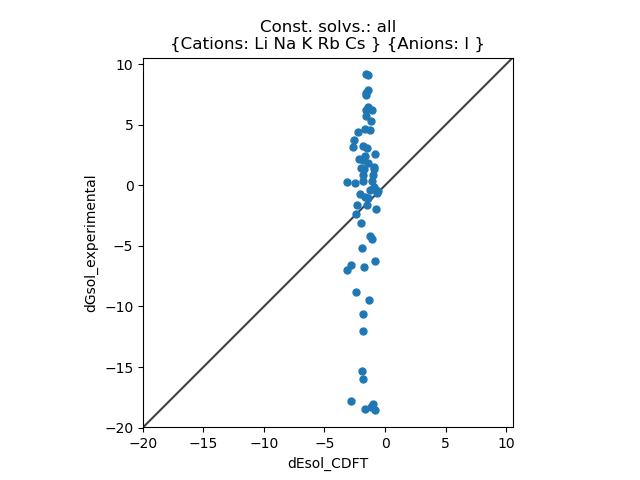 Const. solvs.: all
{Cations: Li Na K Rb Cs } {Anions: I }
10
5
0
−5
−10
−15
−20
dGsol_experimental
−20 −15 −10 −5 0 5 10
dEsol_CDFT